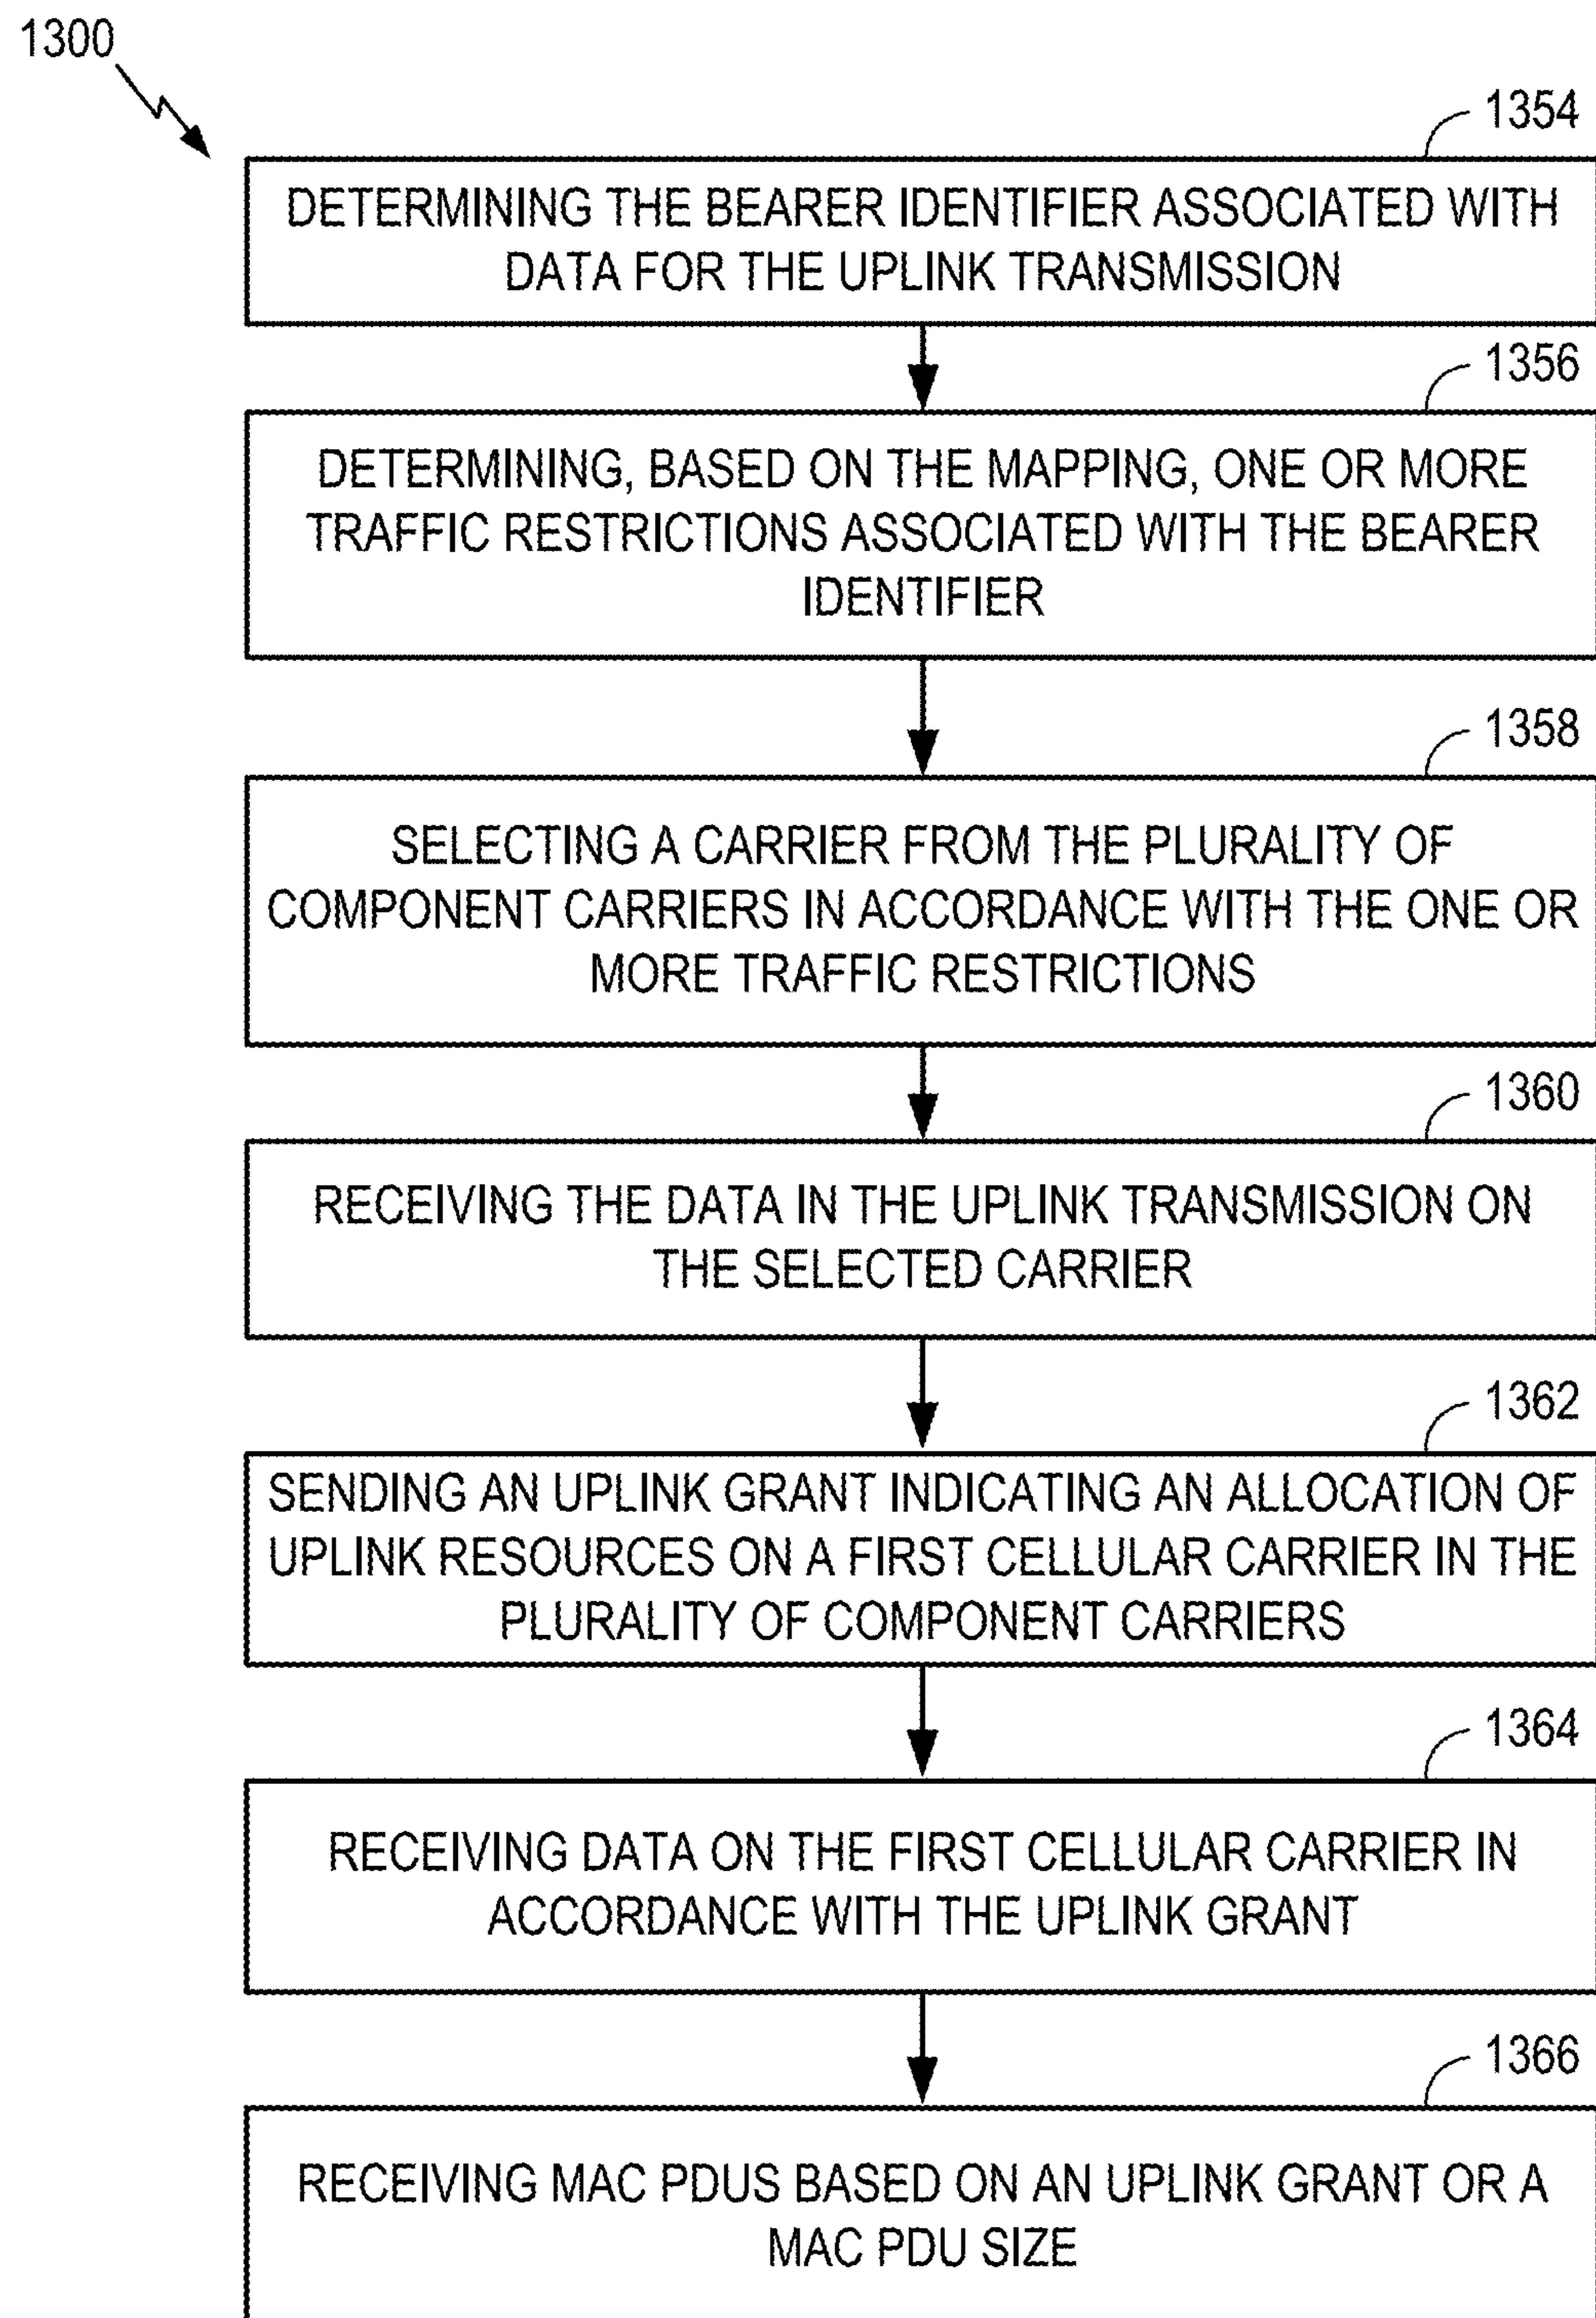 1300
1354
DETERMINING THE BEARER IDENTIFIER ASSOCIATED WITH
DATA FOR THE UPLINK TRANSMISSION
1356
DETERMINING, BASED ON THE MAPPING, ONE OR MORE
TRAFFIC RESTRICTIONS ASSOCIATED WITH THE BEARER
IDENTIFIER
1358
SELECTING A CARRIER FROM THE PLURALITY OF
COMPONENT CARRIERS IN ACCORDANCE WITH THE ONE OR
MORE TRAFFIC RESTRICTIONS
1360
RECEIVING THE DATA IN THE UPLINK TRANSMISSION ON
THE SELECTED CARRIER
1362
SENDING AN UPLINK GRANT INDICATING AN ALLOCATION OF
UPLINK RESOURCES ON A FIRST CELLULAR CARRIER IN THE
PLURALITY OF COMPONENT CARRIERS
1364
RECEIVING DATA ON THE FIRST CELLULAR CARRIER IN
ACCORDANCE WITH THE UPLINK GRANT
1366
RECEIVING MAC PDUS BASED ON AN UPLINK GRANT OR A
MAC PDU SIZE